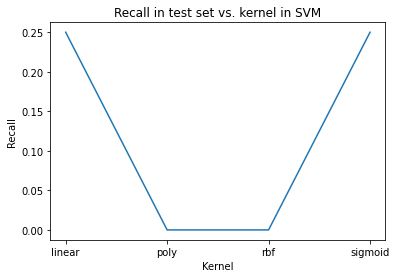 Recall in test set vs. kernel in SVM
0.25
0.20
0.15
0.10
0.05
0.00
Recall
linear poly rbf sigmoid
Kernel